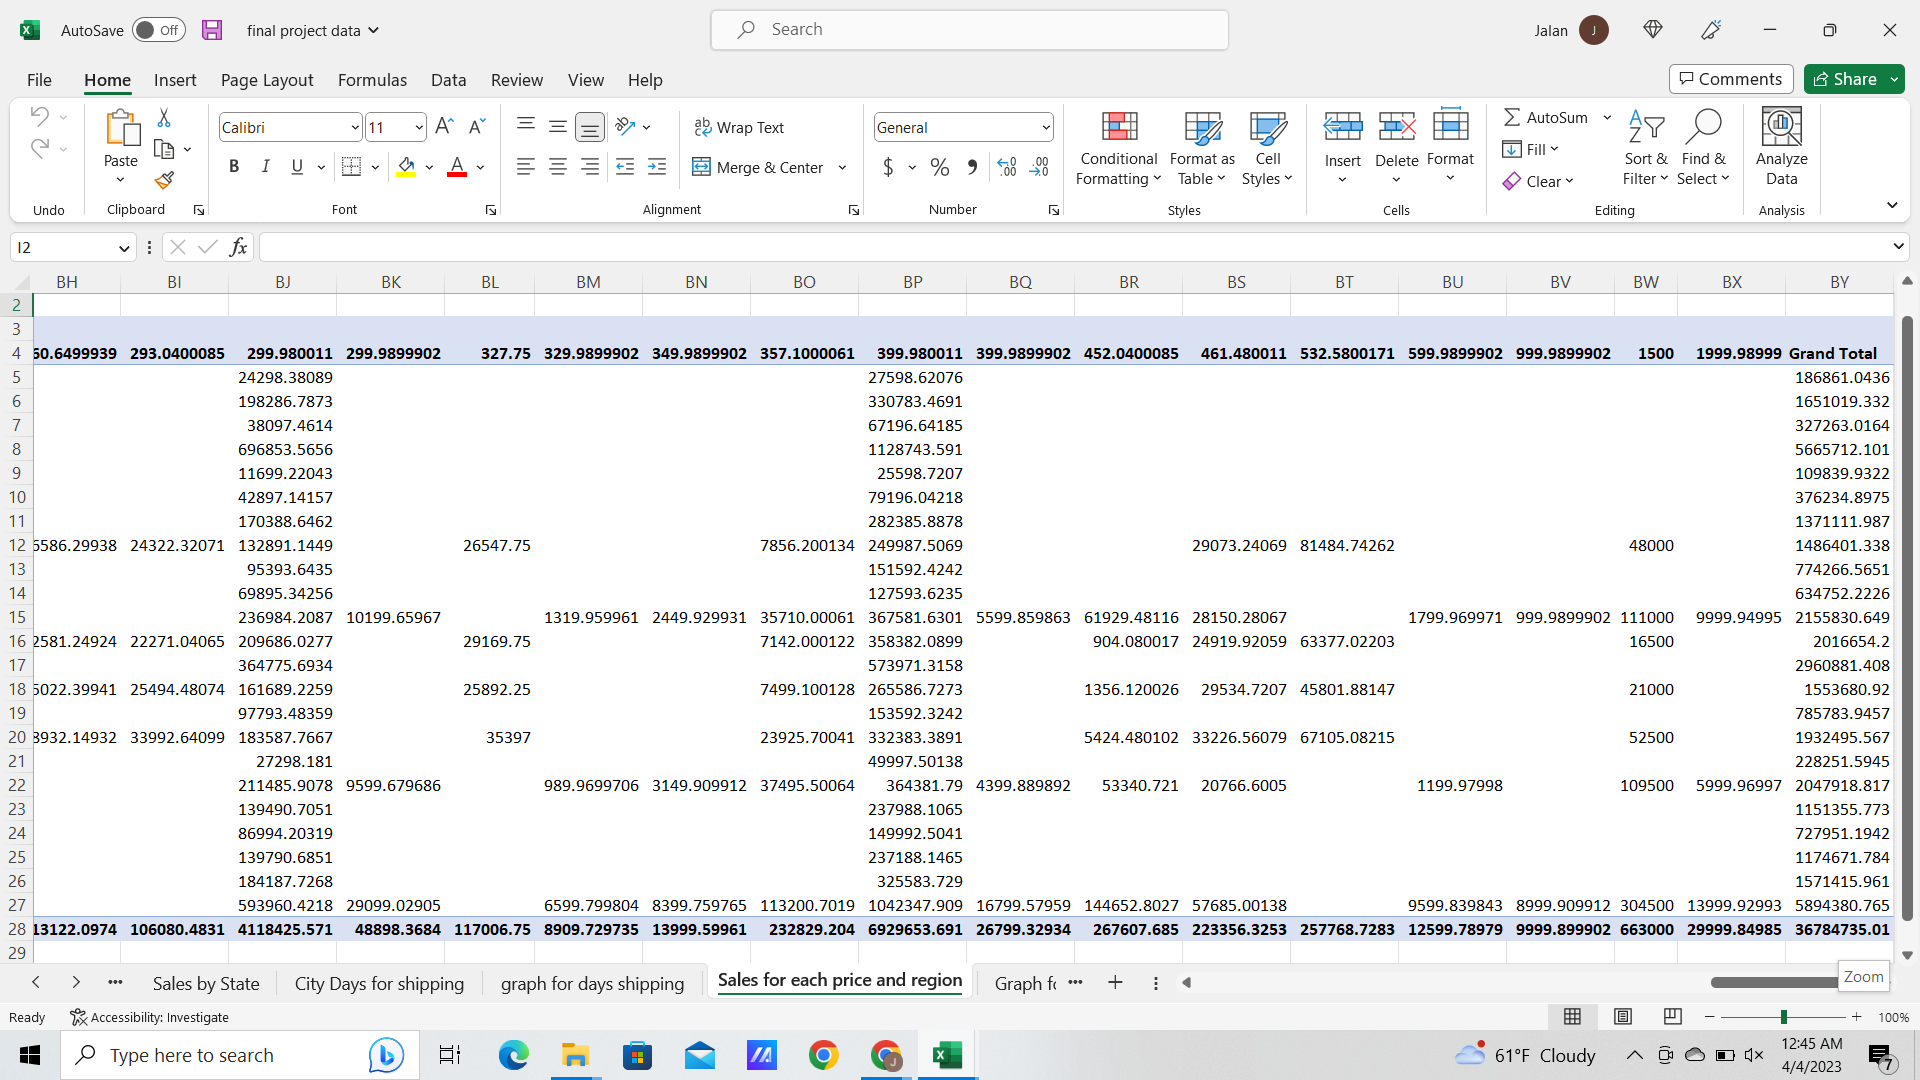 AutoSave Off final project data Search Jalan J
File Home Insert Page Layout Formulas Data Review View Help Comments Share
Calibri 11 Wrap Text General AutoSum
Paste B I U Merge & Center $ % Conditional Formatting Format as Table Cell Styles Insert Delete Format Fill Clear Sort & Filter Find & Select Analyze Data
Undo Clipboard Font Alignment Number Styles Cells Editing Analysis
I2 fx
BH BI BJ BK BL BM BN BO BP BQ BR BS BT BU BV BW BX BY
2
3
4 60.6499939 293.0400085 299.980011 299.9899902 327.75 329.9899902 349.9899902 357.1000061 399.980011 399.9899902 452.0400085 461.480011 532.5800171 599.9899902 999.9899902 1500 1999.98999 Grand Total
5 24298.38089 27598.62076 186861.0436
6 198286.7873 330783.4691 1651019.332
7 38097.4614 67196.64185 327263.0164
8 696853.5656 1128743.591 5665712.101
9 11699.22043 25598.7207 109839.9322
10 42897.14157 79196.04218 376234.8975
11 170388.6462 282385.8878 1371111.987
12 6586.29938 24322.32071 132891.1449 26547.75 7856.200134 249987.5069 29073.24069 81484.74262 48000 1486401.338
13 95393.6435 151592.4242 774266.5651
14 69895.34256 127593.6235 634752.2226
15 236984.2087 10199.65967 1319.959961 2449.929931 35710.00061 367581.6301 5599.859863 61929.48116 28150.28067 1799.969971 999.9899902 111000 9999.94995 2155830.649
16 2581.24924 22271.04065 209686.0277 29169.75 7142.000122 358382.0899 904.080017 24919.92059 63377.02203 16500 2016654.2
17 364775.6934 573971.3158 2960881.408
18 5022.39941 25494.48074 161689.2259 25892.25 7499.100128 265586.7273 1356.120026 29534.7207 45801.88147 21000 1553680.92
19 97793.48359 153592.3242 785783.9457
20 8932.14932 33992.64099 183587.7667 35397 23925.70041 332383.3891 5424.480102 33226.56079 67105.08215 52500 1932495.567
21 27298.181 49997.50138 228251.5945
22 211485.9078 9599.679686 989.9699706 3149.909912 37495.50064 364381.79 4399.889892 53340.721 20766.6005 1199.97998 109500 5999.96997 2047918.817
23 139490.7051 237988.1065 1151355.773
24 86994.20319 149992.5041 727951.1942
25 139790.6851 237188.1465 1174671.784
26 184187.7268 325583.729 1571415.961
27 593960.4218 29099.02905 6599.799804 8399.759765 113200.7019 1042347.909 16799.57959 144652.8027 57685.00138 9599.839843 8999.909912 304500 13999.92993 5894380.765
28 13122.0974 106080.4831 4118425.571 48898.3684 117006.75 8909.729735 13999.59961 232829.204 6929653.691 26799.32934 267607.685 223356.3253 257768.7283 12599.78979 9999.899902 663000 29999.84985 36784735.01
29
Sales by State City Days for shipping graph for days shipping Sales for each price and region Graph fo Zoom
Ready Accessibility: Investigate 100%
Type here to search 61°F Cloudy 12:45 AM
4/4/2023 7